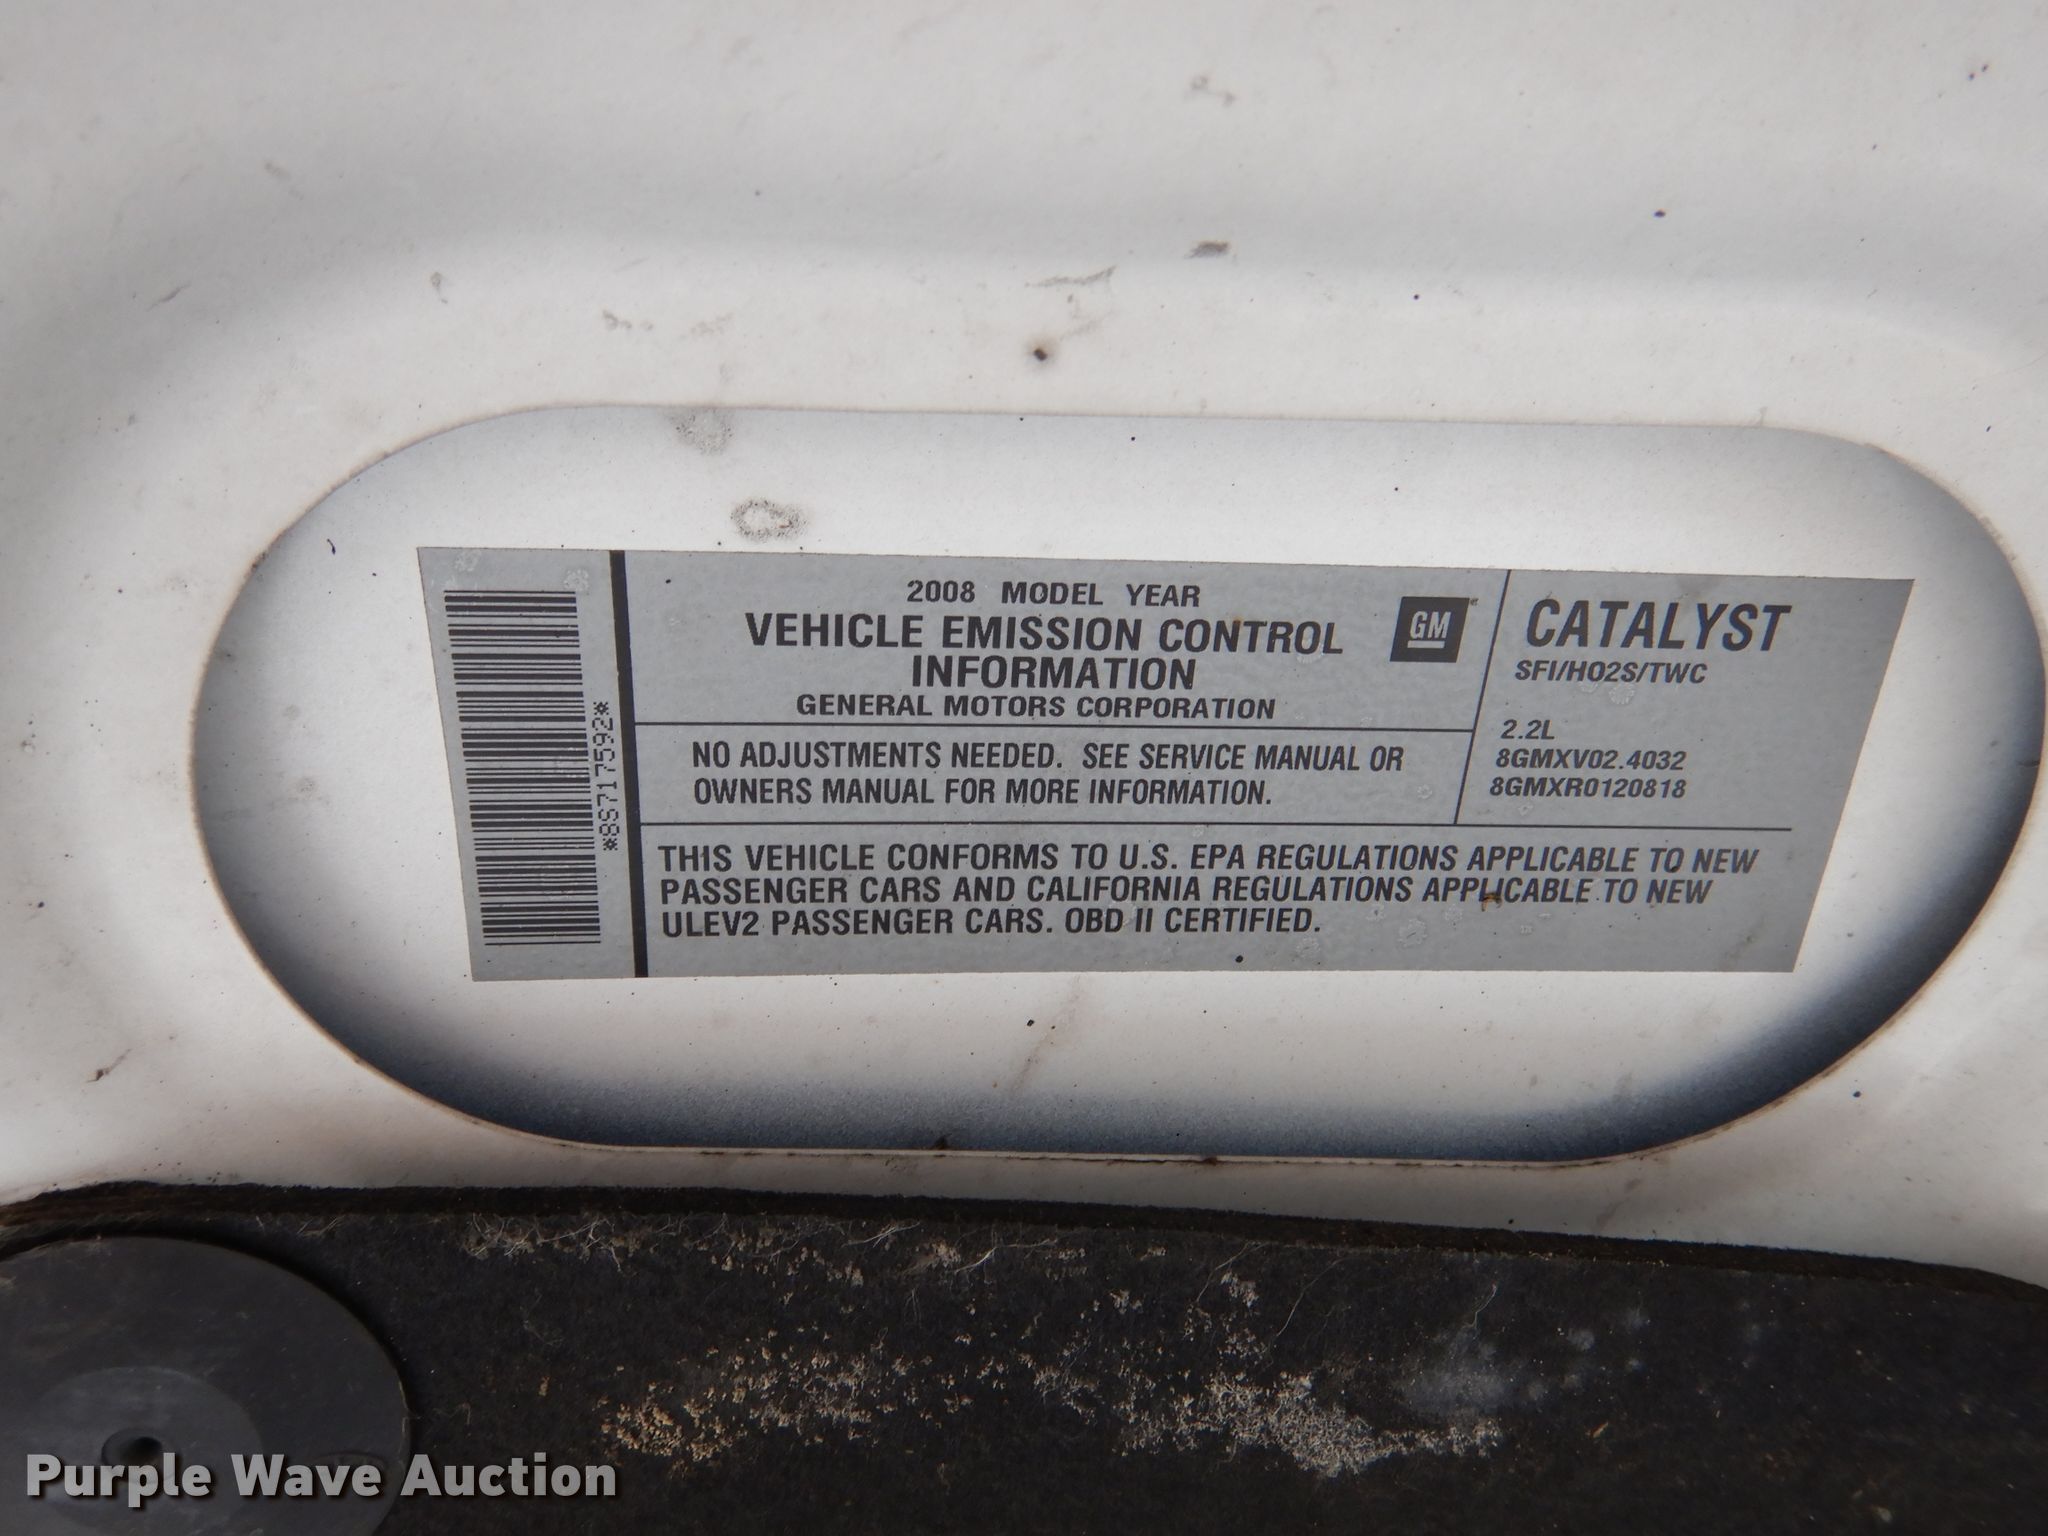 2008 MODEL YEAR
VEHICLE EMISSION CONTROL
INFORMATION
GENERAL MOTORS CORPORATION
GM
NO ADJUSTMENTS NEEDED. SEE SERVICE MANUAL OR
OWNERS MANUAL FOR MORE INFORMATION.
CATALYST
SFI/HO2S/TWC
2.2L
8GMXV02.4032
8GMXR0120818
THIS VEHICLE CONFORMS TO U.S. EPA REGULATIONS APPLICABLE TO NEW
PASSENGER CARS AND CALIFORNIA REGULATIONS APPLICABLE TO NEW
ULEV2 PASSENGER CARS. OBD II CERTIFIED.
*8S717592*
Purple Wave Auction